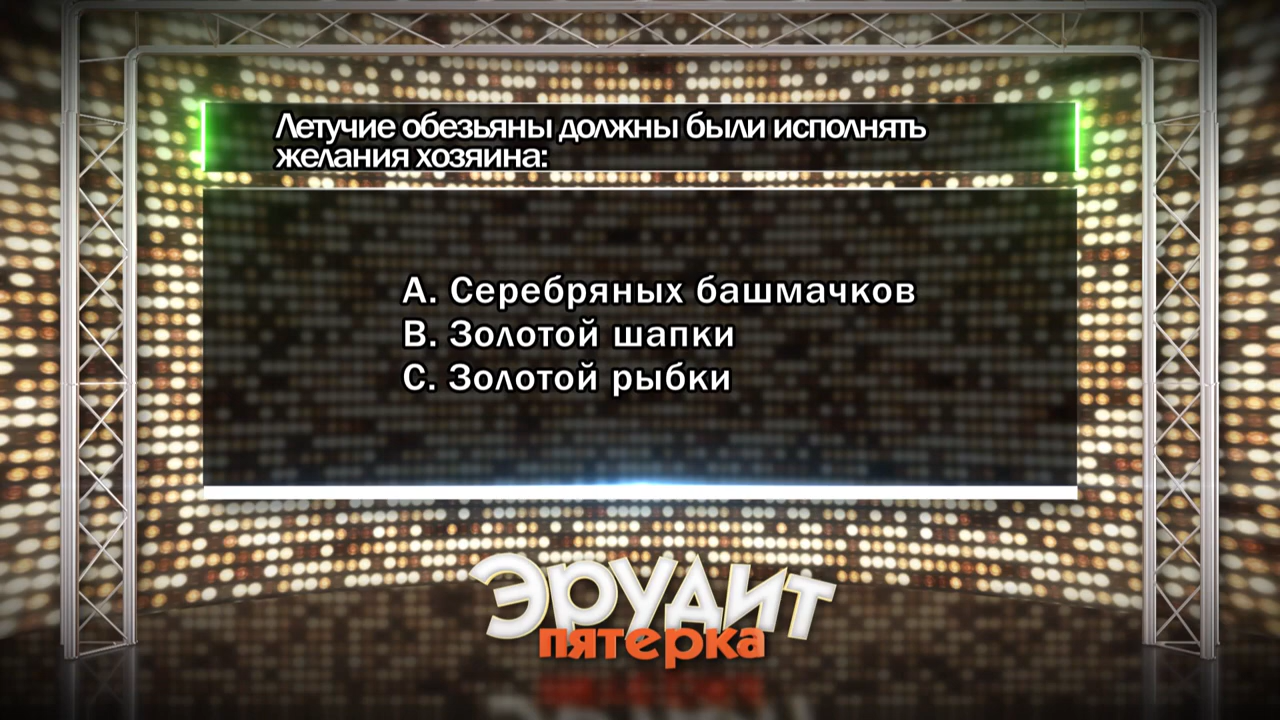 Летучие обезьяны должны были исполнять
желания хозяина:
А. Серебряных башмачков
В. Золотой шапки
С. Золотой рыбки
Эрудит
пятерка